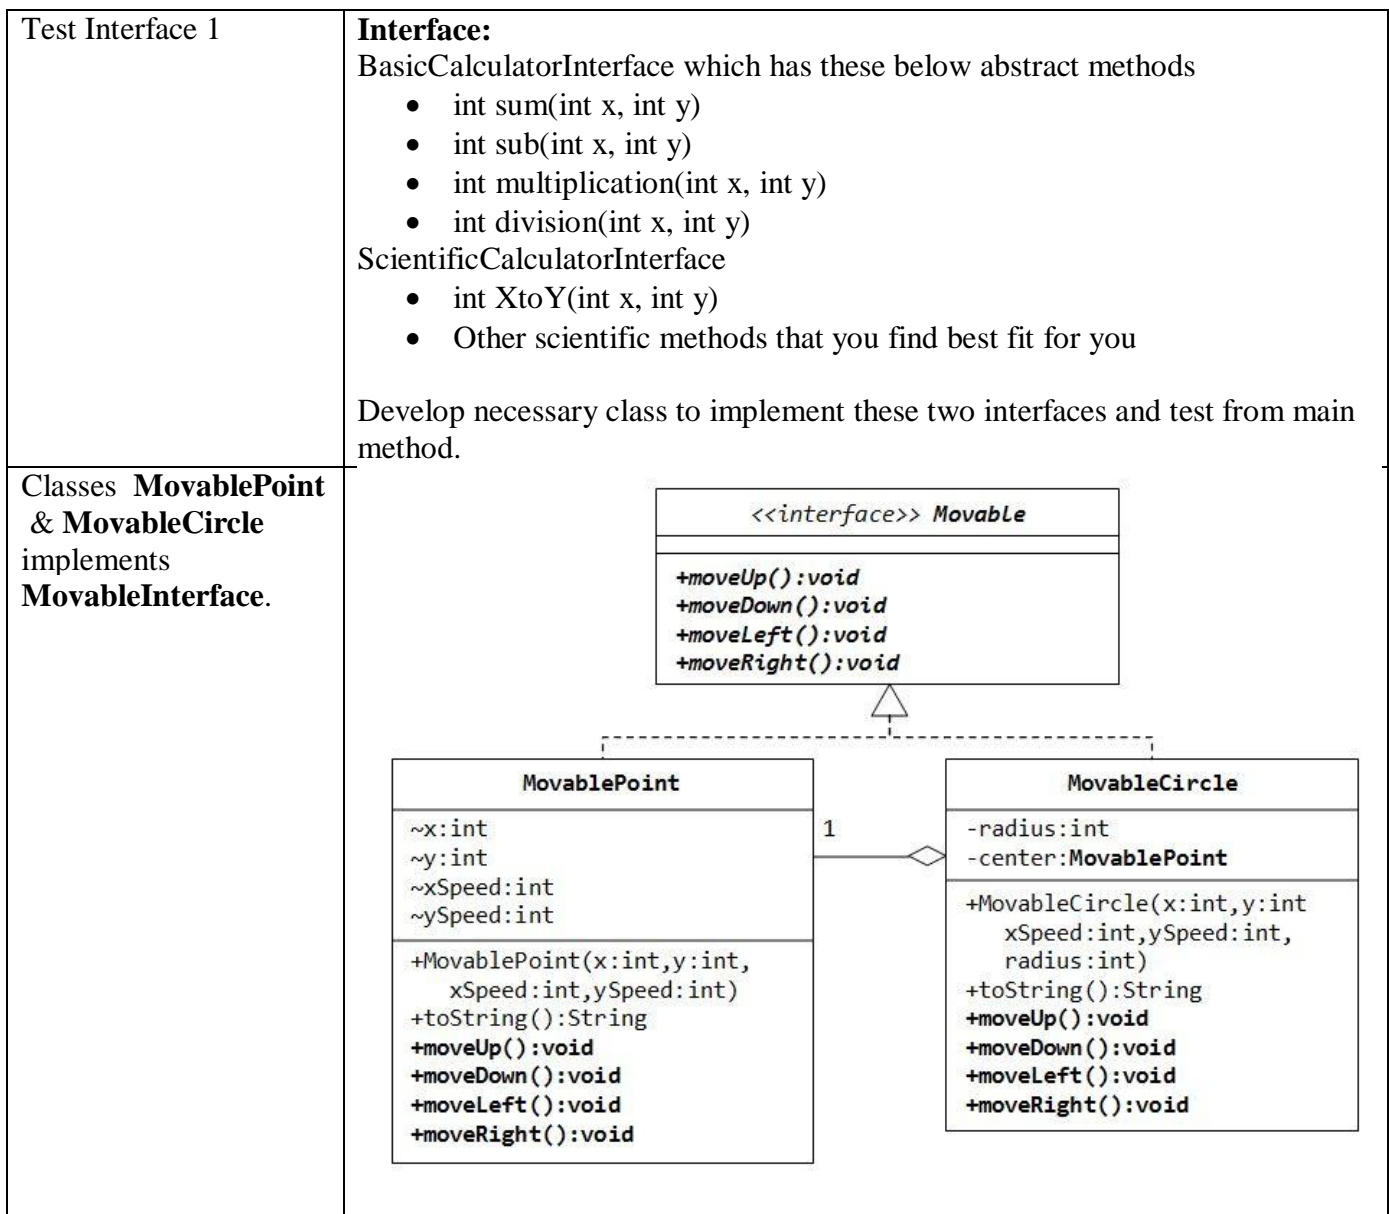 Test Interface 1
Interface:
BasicCalculatorInterface which has these below abstract methods
• int sum(int x, int y)
• int sub(int x, int y)
• int multiplication(int x, int y)
• int division(int x, int y)
ScientificCalculatorInterface
• int XtoY(int x, int y)
• Other scientific methods that you find best fit for you
Develop necessary class to implement these two interfaces and test from main
method.
Classes MovablePoint
& MovableCircle
implements
MovableInterface.
<<interface>> Movable
+moveUp():void
+moveDown():void
+moveLeft():void
+moveRight():void
MovablePoint
~x:int
~y:int
~xSpeed:int
~ySpeed:int
+MovablePoint(x:int,y:int,
xSpeed:int,ySpeed:int)
+toString():String
+moveUp():void
+moveDown():void
+moveLeft():void
+moveRight():void
1
MovableCircle
-radius:int
-center:MovablePoint
+MovableCircle(x:int,y:int
xSpeed:int,ySpeed:int,
radius:int)
+toString():String
+moveUp():void
+moveDown():void
+moveLeft():void
+moveRight():void